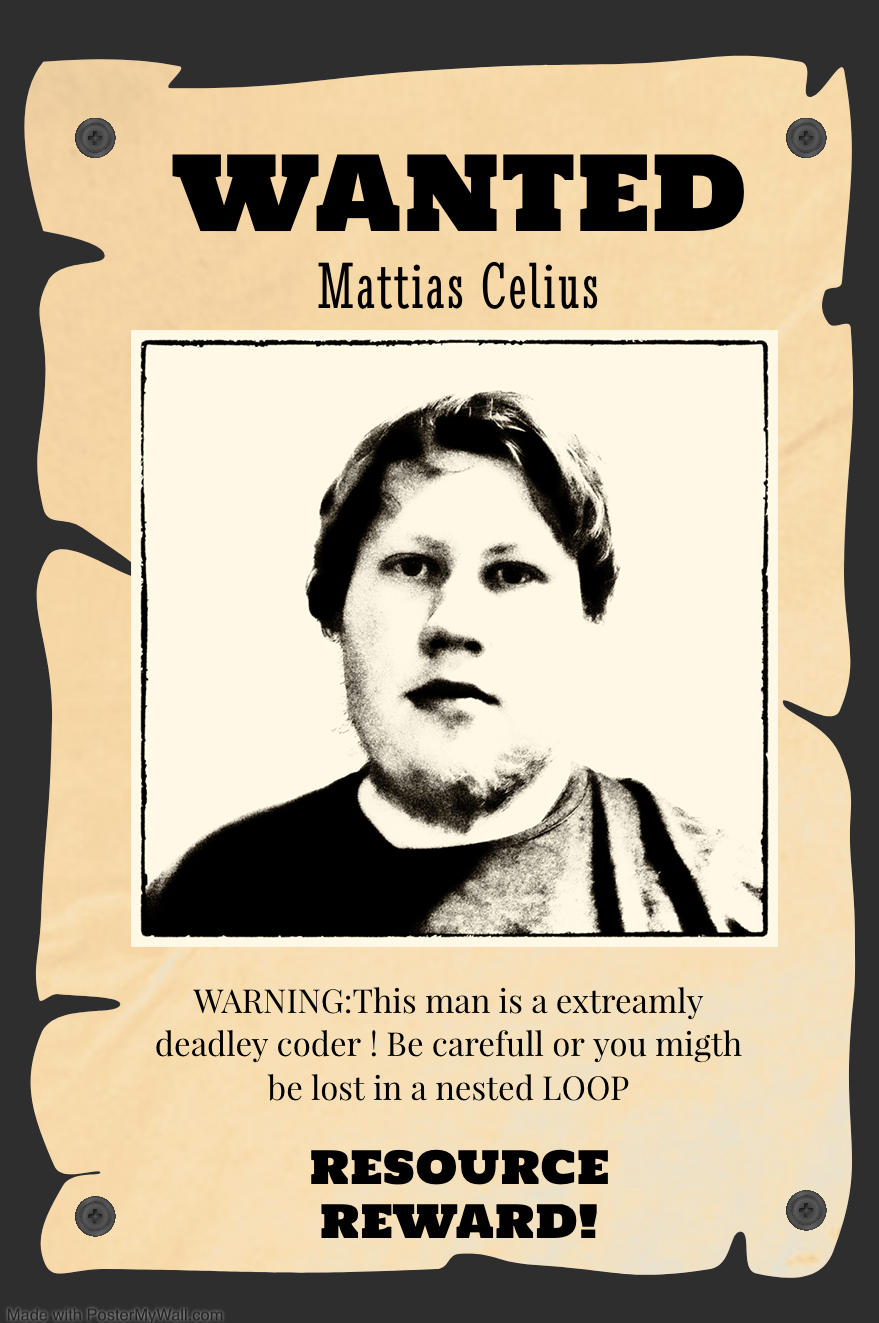 WANTED
Mattias Celius
WARNING:This man is a extreamly
deadley coder ! Be carefull or you migth
be lost in a nested LOOP
RESOURCE
REWARD!
Made with PosterMyWall.com